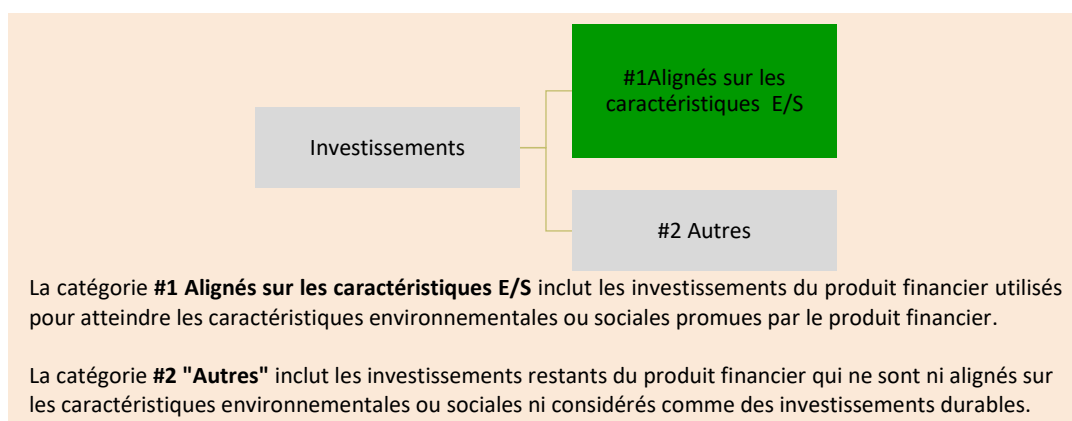 #1Alignés sur les
caractéristiques E/S
Investissements
#2 Autres
La catégorie #1 Alignés sur les caractéristiques E/S inclut les investissements du produit financier utilisés
pour atteindre les caractéristiques environnementales ou sociales promues par le produit financier.
La catégorie #2 "Autres" inclut les investissements restants du produit financier qui ne sont ni alignés sur
les caractéristiques environnementales ou sociales ni considérés comme des investissements durables.